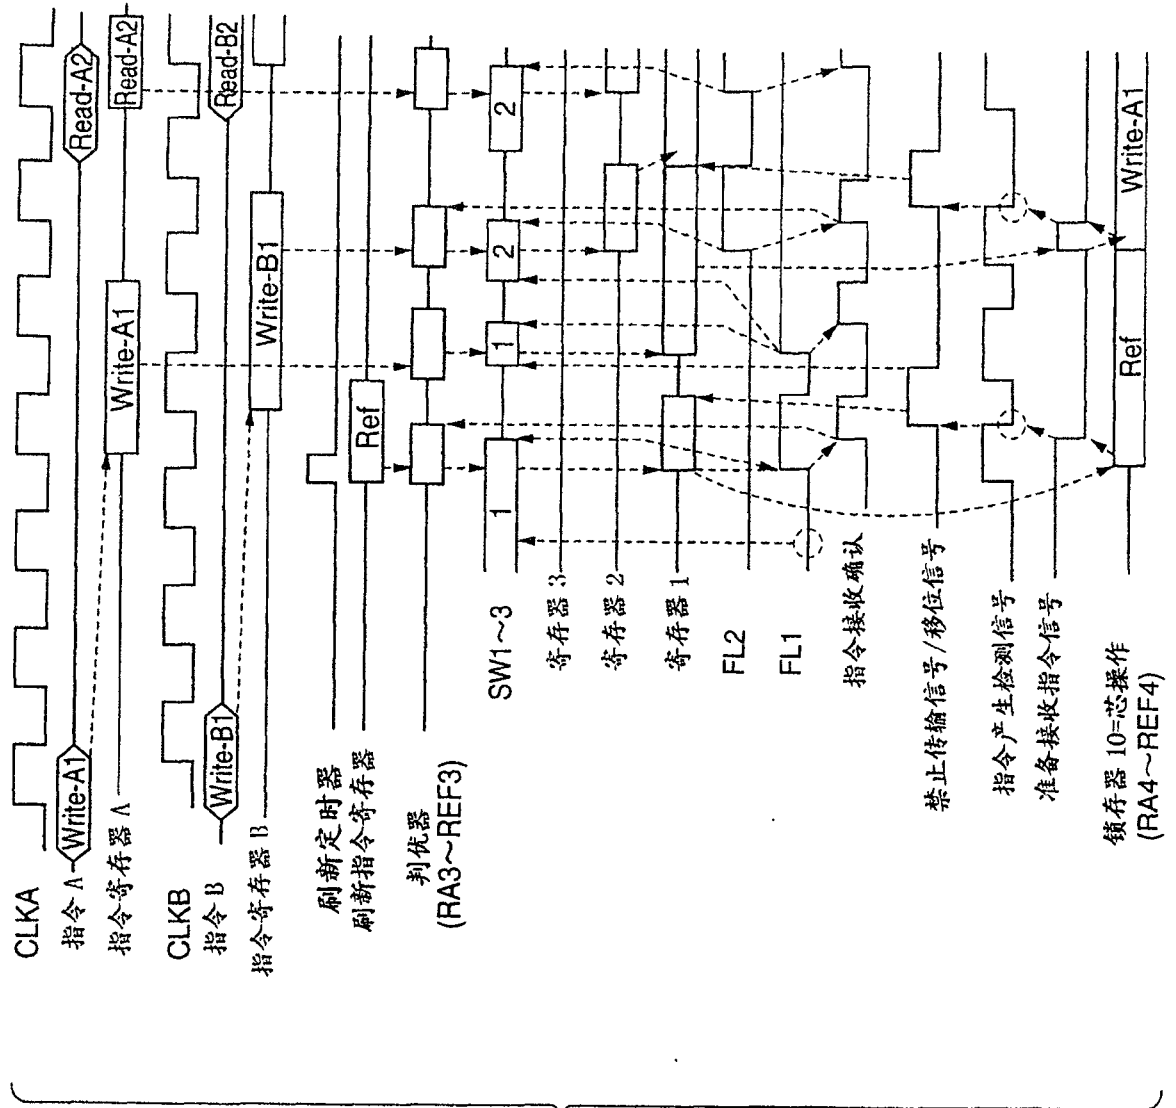 CLKA
指令 A
Write-A1
Read-A2
指令寄存器 A
Write-A1
Read-A2
CLKB
指令 B
Write-B1
Read-B2
指令寄存器 B
Write-B1
刷新定时器
刷新指令寄存器
Ref
判优器
(RA3~REF3)
SW1~3
1
1
2
2
寄存器 3
寄存器 2
寄存器 1
FL2
FL1
指令接收确认
禁止传输信号/移位信号
指令产生检测信号
准备接收指令信号
锁存器 10=芯操作
(RA4~REF4)
Ref
Write-A1